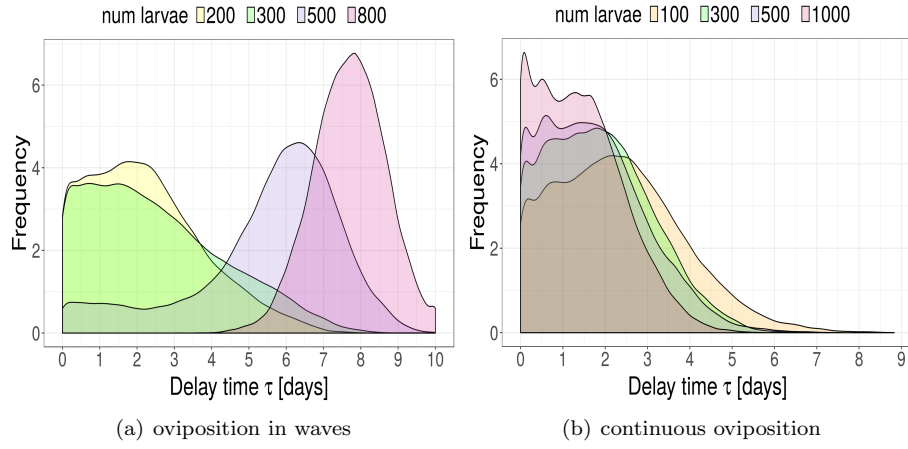 num larvae 200 300 500 800
6
4
2
0
Frequency
0 1 2 3 4 5 6 7 8 9 10
Delay time τ [days]
(a) oviposition in waves
num larvae 100 300 500 1000
6
4
2
0
Frequency
0 1 2 3 4 5 6 7 8 9
Delay time τ [days]
(b) continuous oviposition